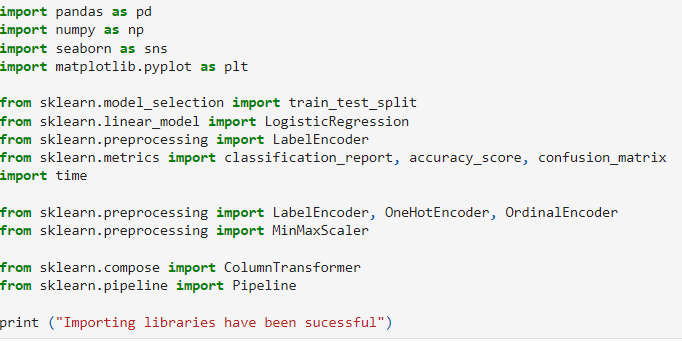 import pandas as pd
import numpy as np
import seaborn as sns
import matplotlib.pyplot as plt
from sklearn.model_selection import train_test_split
from sklearn.linear_model import LogisticRegression
from sklearn.preprocessing import LabelEncoder
from sklearn.metrics import classification_report, accuracy_score, confusion_matrix
import time
from sklearn.preprocessing import LabelEncoder, OneHotEncoder, OrdinalEncoder
from sklearn.preprocessing import MinMaxScaler
from sklearn.compose import ColumnTransformer
from sklearn.pipeline import Pipeline
print ("Importing libraries have been sucessful")